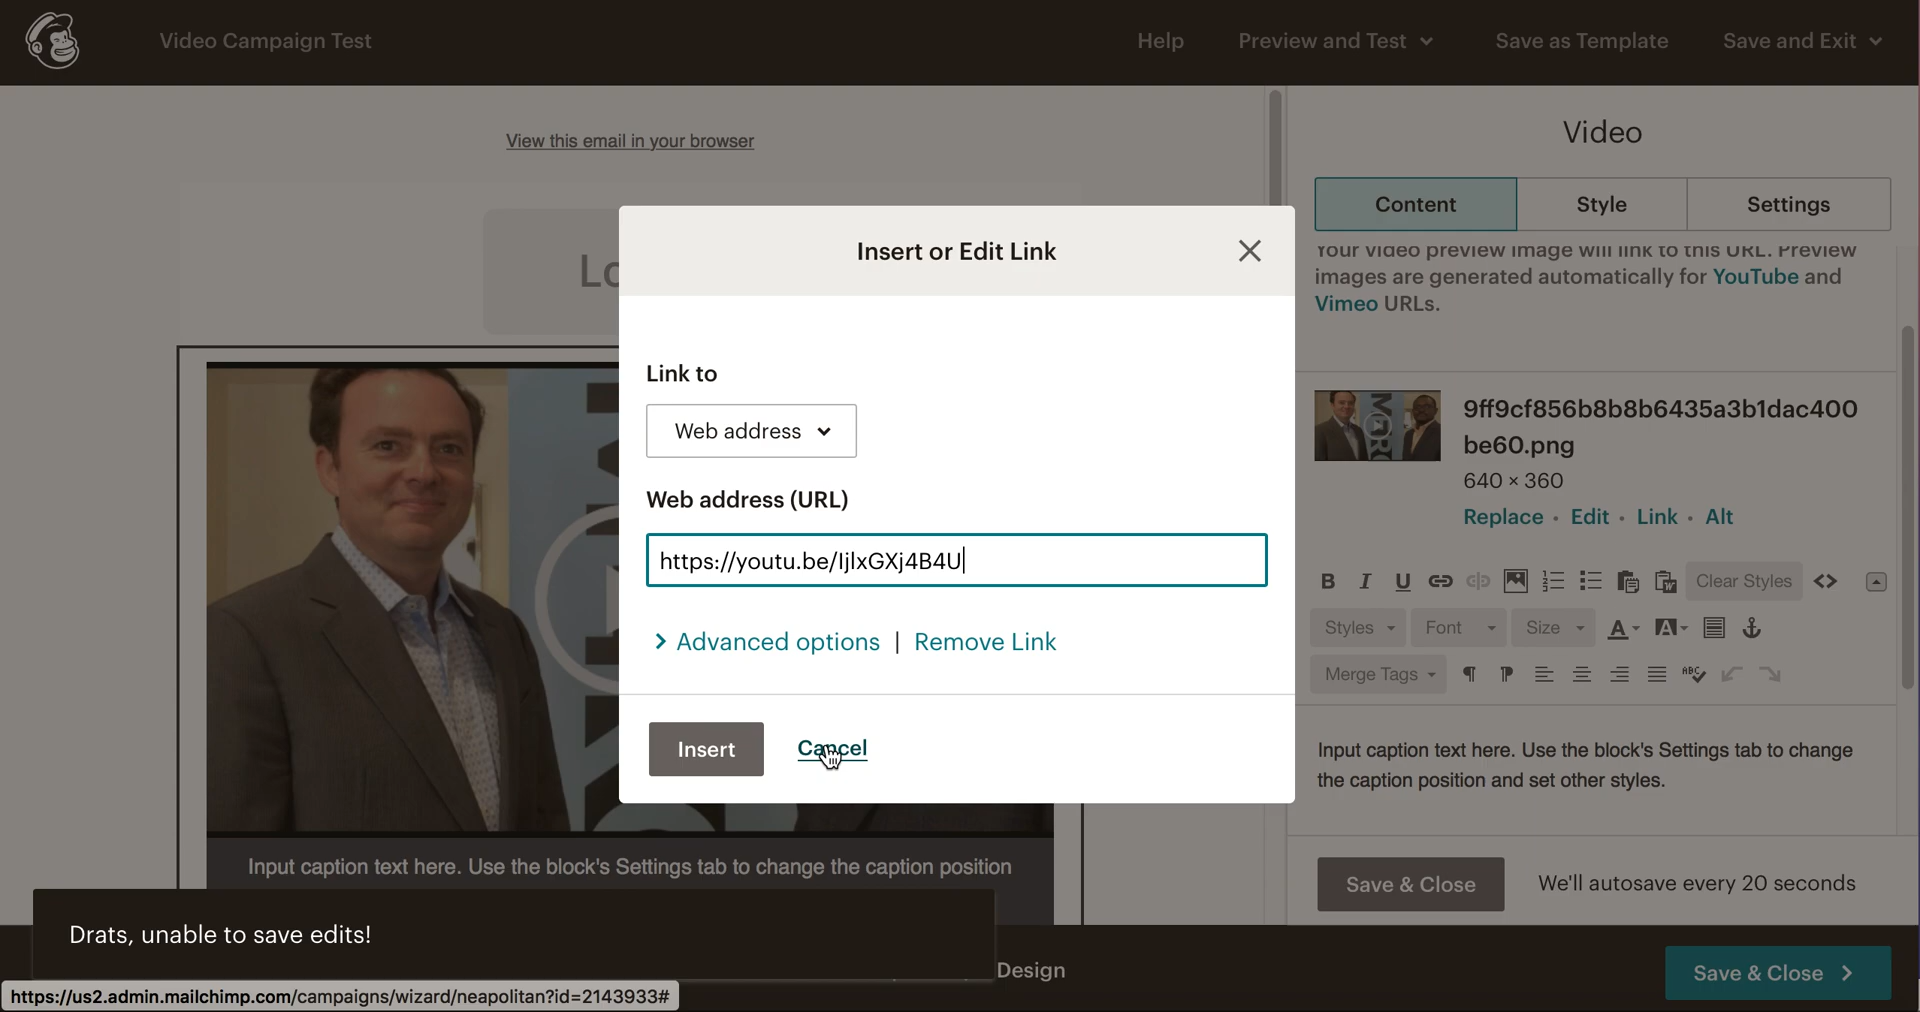 Video Campaign Test
Help
Preview and Test
Save as Template
Save and Exit
View this email in your browser
Lo
Insert or Edit Link
Link to
Web address
Web address (URL)
https://youtu.be/IjlxGXj4B4U
Advanced options | Remove Link
Insert
Cancel
Video
Content
Style
Settings
Your video preview image will link to this URL. Preview
images are generated automatically for YouTube and
Vimeo URLs.
9ff9cf856b8b8b6435a3b1dac400
be60.png
640 × 360
Replace · Edit · Link · Alt
B I U
Clear Styles
Styles
Font
Size
A
A
Merge Tags
ABC
Input caption text here. Use the block's Settings tab to change
the caption position and set other styles.
Save & Close
We'll autosave every 20 seconds
Input caption text here. Use the block's Settings tab to change the caption position
Drats, unable to save edits!
Design
Save & Close
https://us2.admin.mailchimp.com/campaigns/wizard/neapolitan?id=2143933#